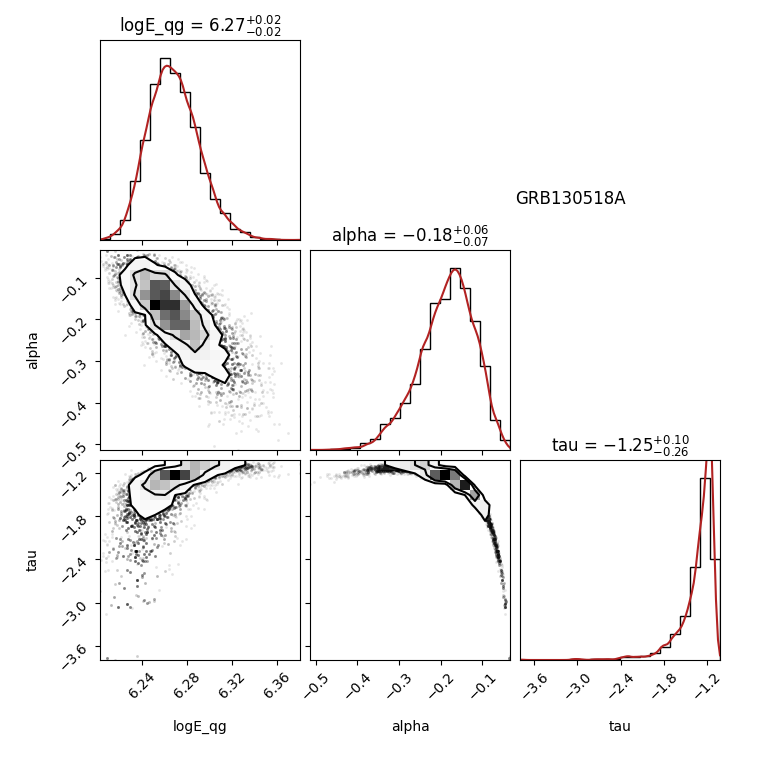 logE_qg = 6.27+0.02−0.02
GRB130518A
alpha = −0.18+0.06−0.07
−0.1
−0.2
−0.3
−0.4
−0.5
alpha
tau = −1.25+0.10−0.26
−1.2
−1.8
−2.4
−3.0
−3.6
tau
6.24 6.28 6.32 6.36
−0.5 −0.4 −0.3 −0.2 −0.1
−3.6 −3.0 −2.4 −1.8 −1.2
logE_qg alpha tau